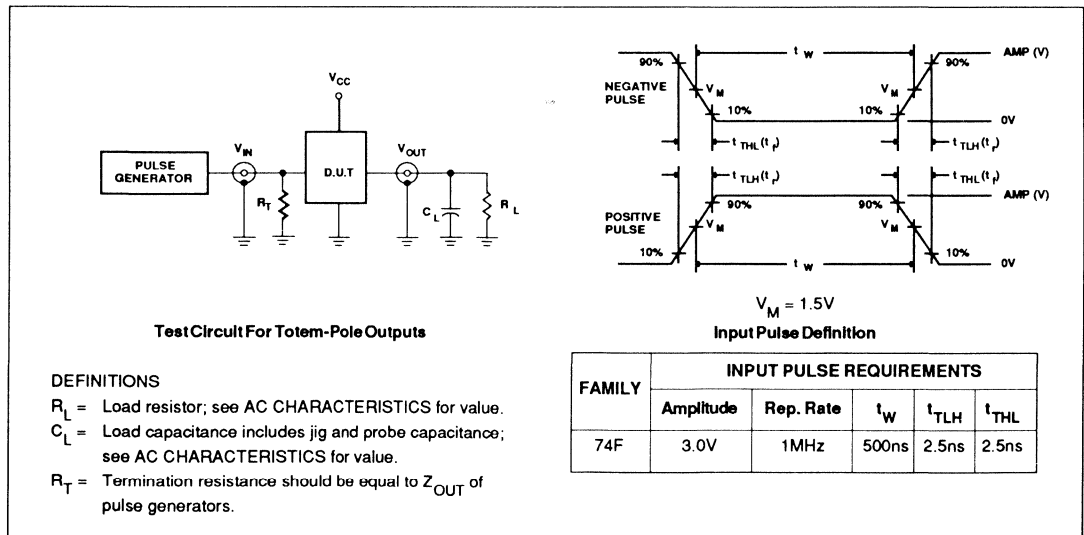 V_CC
V_IN
V_OUT
PULSE GENERATOR
D.U.T
R_T
C_L
R_L
Test Circuit For Totem-Pole Outputs
DEFINITIONS
R_L = Load resistor; see AC CHARACTERISTICS for value.
C_L = Load capacitance includes jig and probe capacitance;
see AC CHARACTERISTICS for value.
R_T = Termination resistance should be equal to Z_OUT of
pulse generators.
t_W
AMP (V)
90%
90%
NEGATIVE
PULSE
V_M
V_M
10%
10%
0V
t_THL (t_f)
t_TLH (t_r)
t_TLH (t_r)
t_THL (t_f)
AMP (V)
90%
90%
POSITIVE
PULSE
V_M
V_M
10%
10%
t_W
0V
V_M = 1.5V
Input Pulse Definition
FAMILY
INPUT PULSE REQUIREMENTS
Amplitude Rep. Rate t_W t_TLH t_THL
74F 3.0V 1MHz 500ns 2.5ns 2.5ns